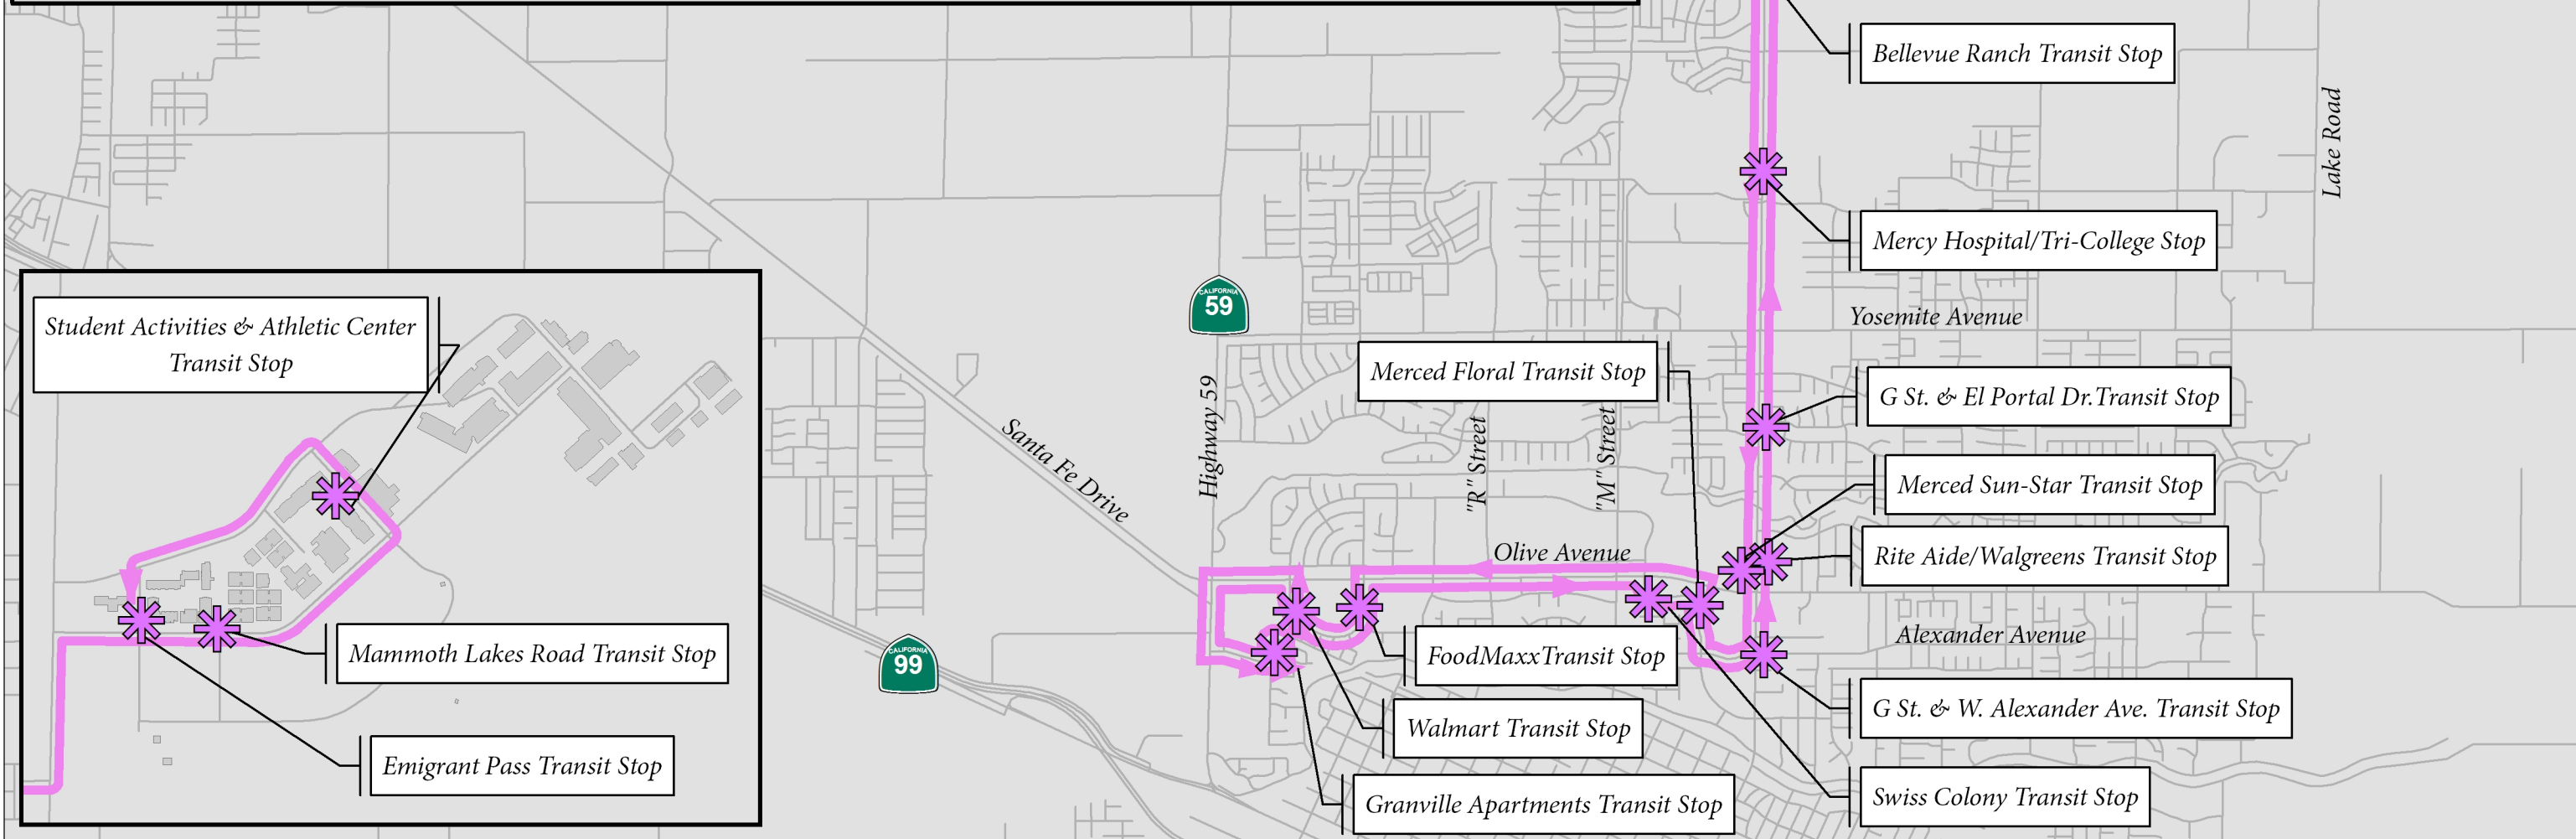 Bellevue Ranch Transit Stop
Lake Road
Mercy Hospital/Tri-College Stop
Student Activities & Athletic Center
Transit Stop
CALIFORNIA
59
Yosemite Avenue
Merced Floral Transit Stop
G St. & El Portal Dr.Transit Stop
Highway 59
Santa Fe Drive
"R" Street
"M" Street
Merced Sun-Star Transit Stop
Olive Avenue
Rite Aide/Walgreens Transit Stop
Alexander Avenue
Mammoth Lakes Road Transit Stop
CALIFORNIA
99
FoodMaxxTransit Stop
G St. & W. Alexander Ave. Transit Stop
Walmart Transit Stop
Emigrant Pass Transit Stop
Granville Apartments Transit Stop
Swiss Colony Transit Stop